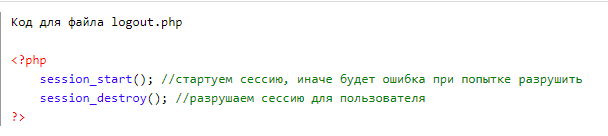 Код для файла logout.php
<?php
session_start(); //стартуем сессию, иначе будет ошибка при попытке разрушить
session_destroy(); //разрушаем сессию для пользователя
?>